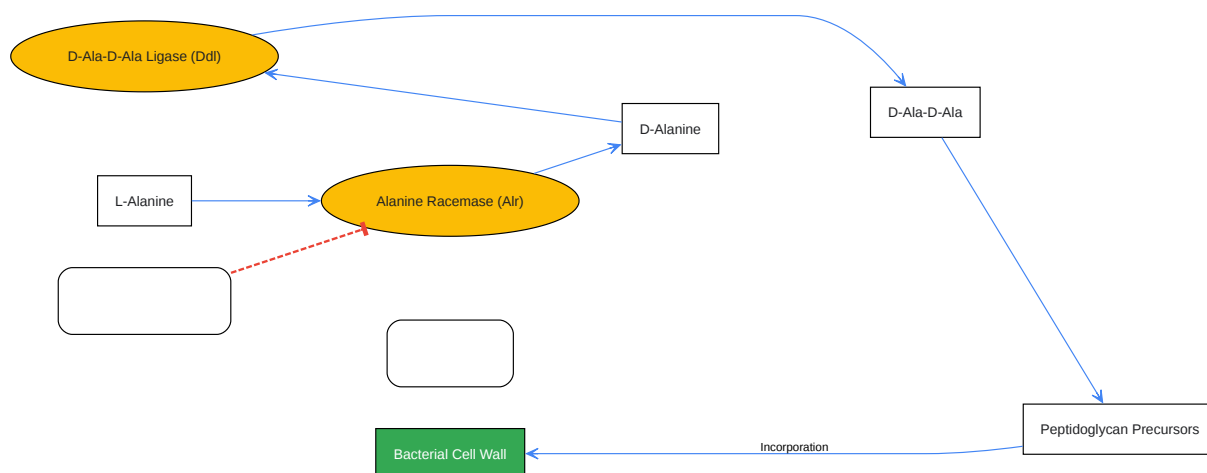 D-Ala-D-Ala Ligase (Ddl)
D-Ala-D-Ala
D-Alanine
L-Alanine
Alanine Racemase (Alr)
Peptidoglycan Precursors
Incorporation
Bacterial Cell Wall